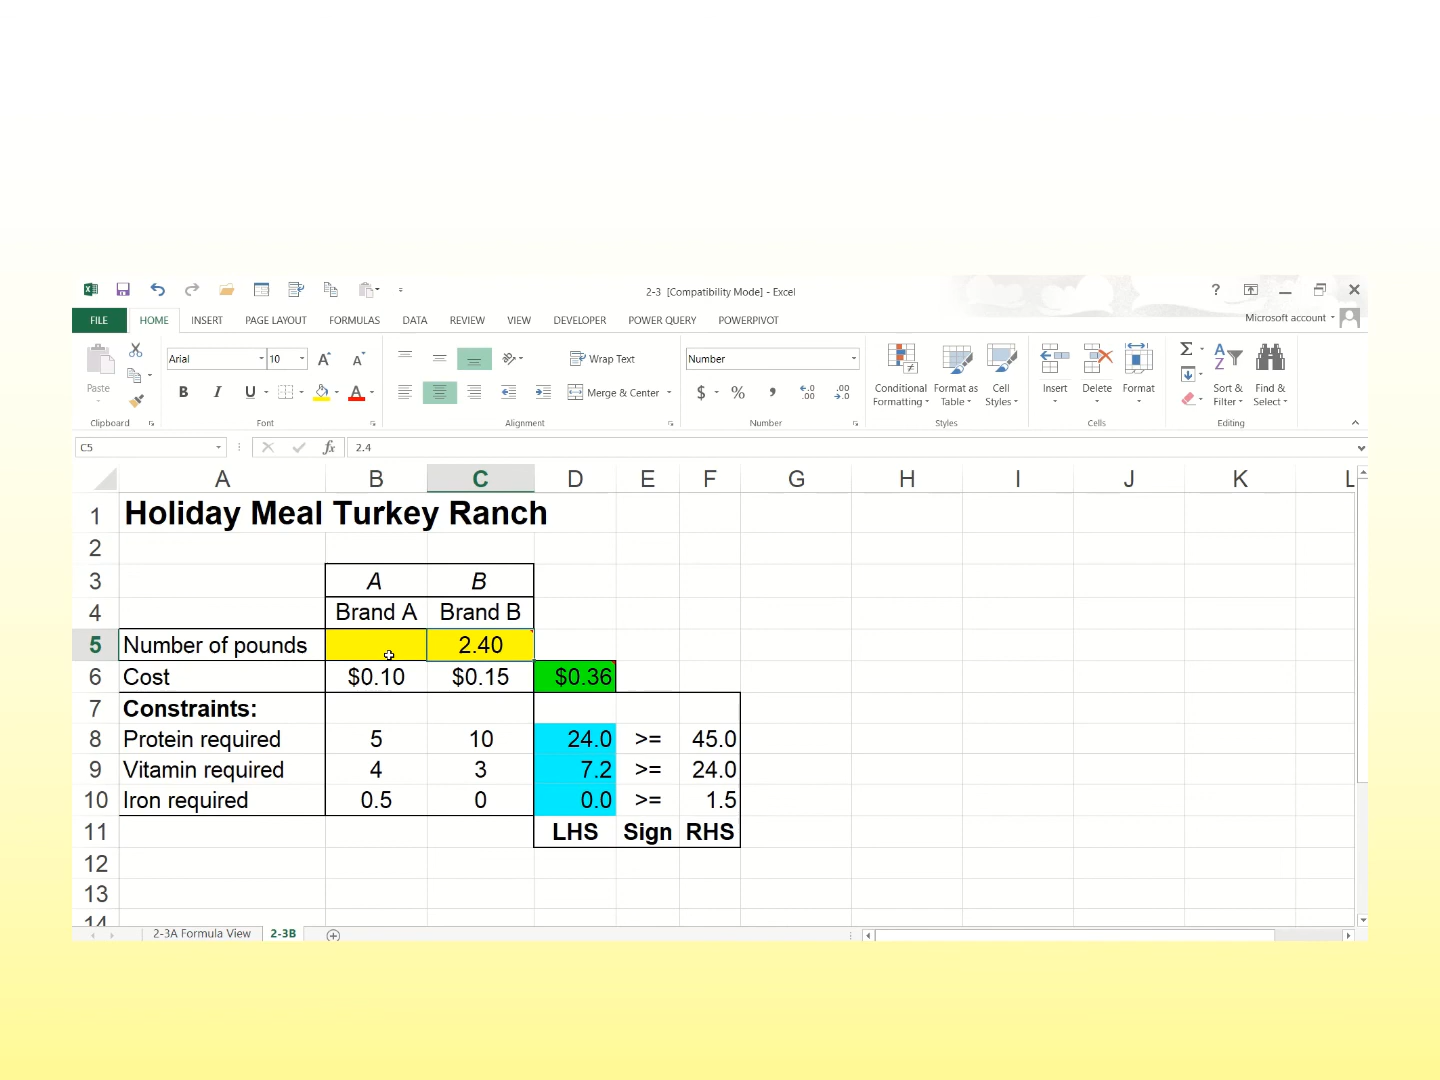 2-3 [Compatibility Mode] - Excel
?
FILE HOME INSERT PAGE LAYOUT FORMULAS DATA REVIEW VIEW DEVELOPER POWER QUERY POWERPIVOT Microsoft account
Paste Arial 10 Wrap Text Number
B I U A Merge & Center $ % , Conditional Formatting Format as Table Cell Styles Insert Delete Format Sort & Filter Find & Select
Clipboard Font Alignment Number Styles Cells Editing
C5 fx 2.4
A B C D E F G H I J K L
1 Holiday Meal Turkey Ranch
2
3 A B
4 Brand A Brand B
5 Number of pounds 2.40
6 Cost $0.10 $0.15 $0.36
7 Constraints:
8 Protein required 5 10 24.0 >= 45.0
9 Vitamin required 4 3 7.2 >= 24.0
10 Iron required 0.5 0 0.0 >= 1.5
11 LHS Sign RHS
12
13
14
2-3A Formula View 2-3B